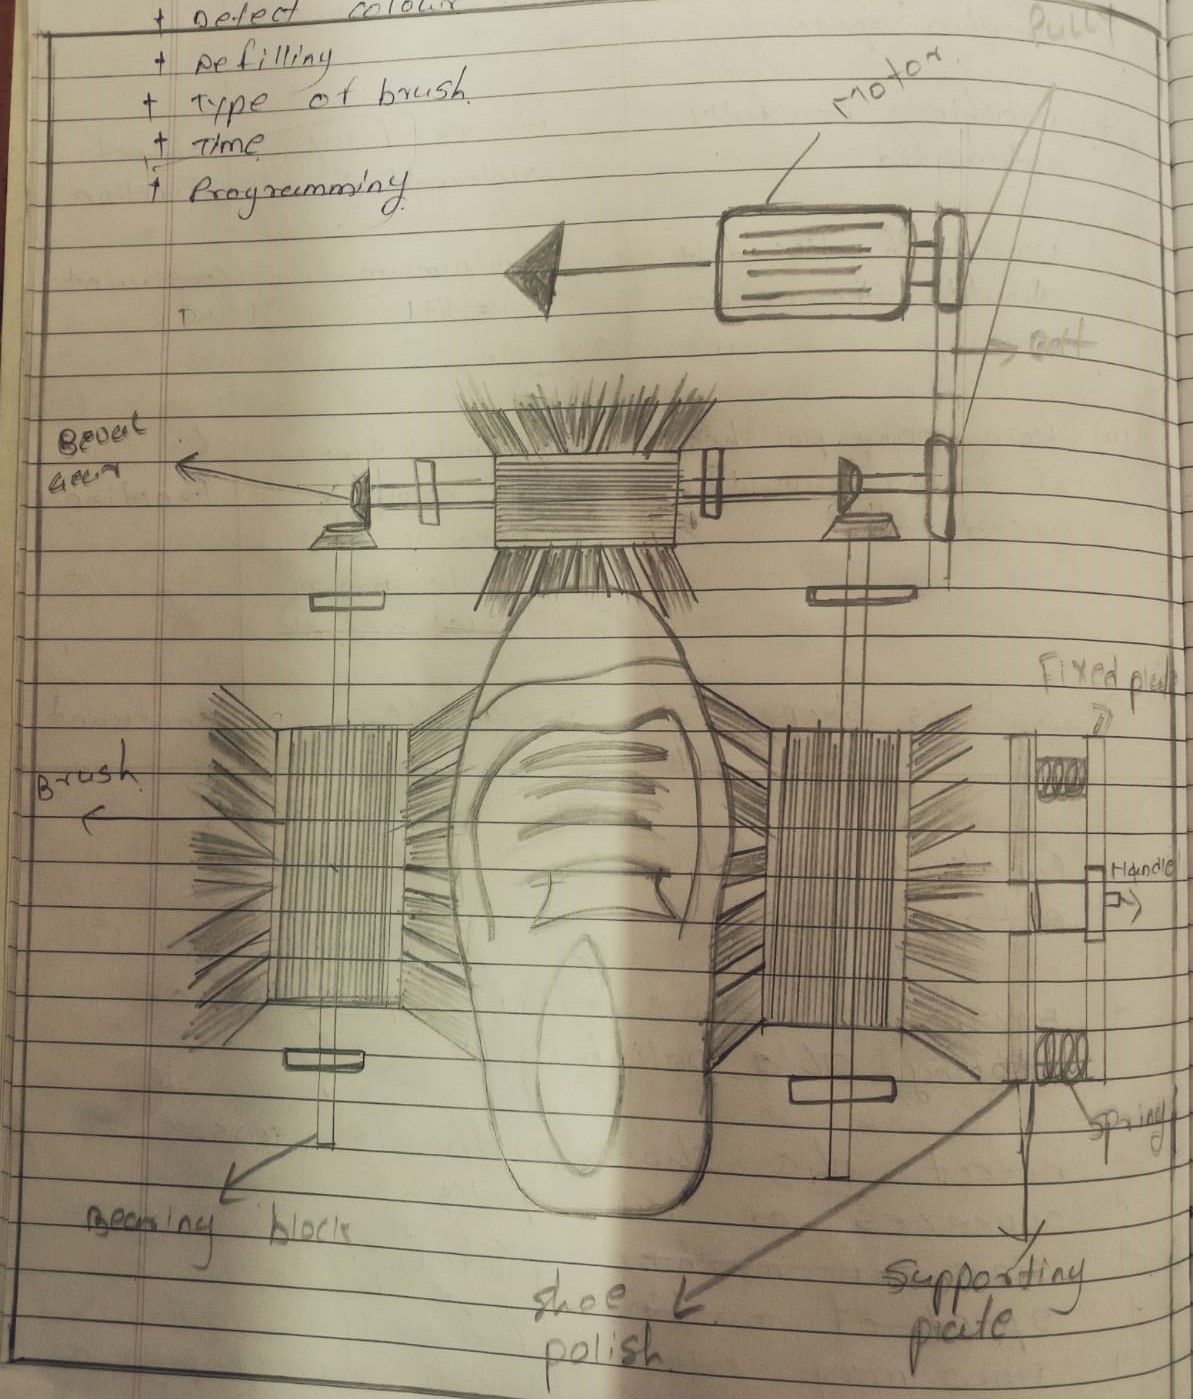 + Detect colour
+ Refilling
+ Type of brush
+ Time
+ Programming
Pully
Motor
Belt
Bevel
Gear
Fixed plate
Brush
Handle
Spring
Bearing block
Supporting
plate
Shoe
polish